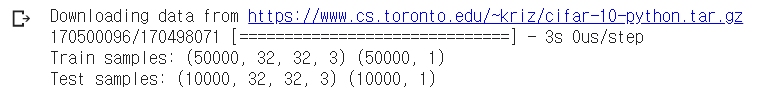 Downloading data from https://www.cs.toronto.edu/~kriz/cifar-10-python.tar.gz
170500096/170498071 [==============================] - 3s 0us/step
Train samples: (50000, 32, 32, 3) (50000, 1)
Test samples: (10000, 32, 32, 3) (10000, 1)